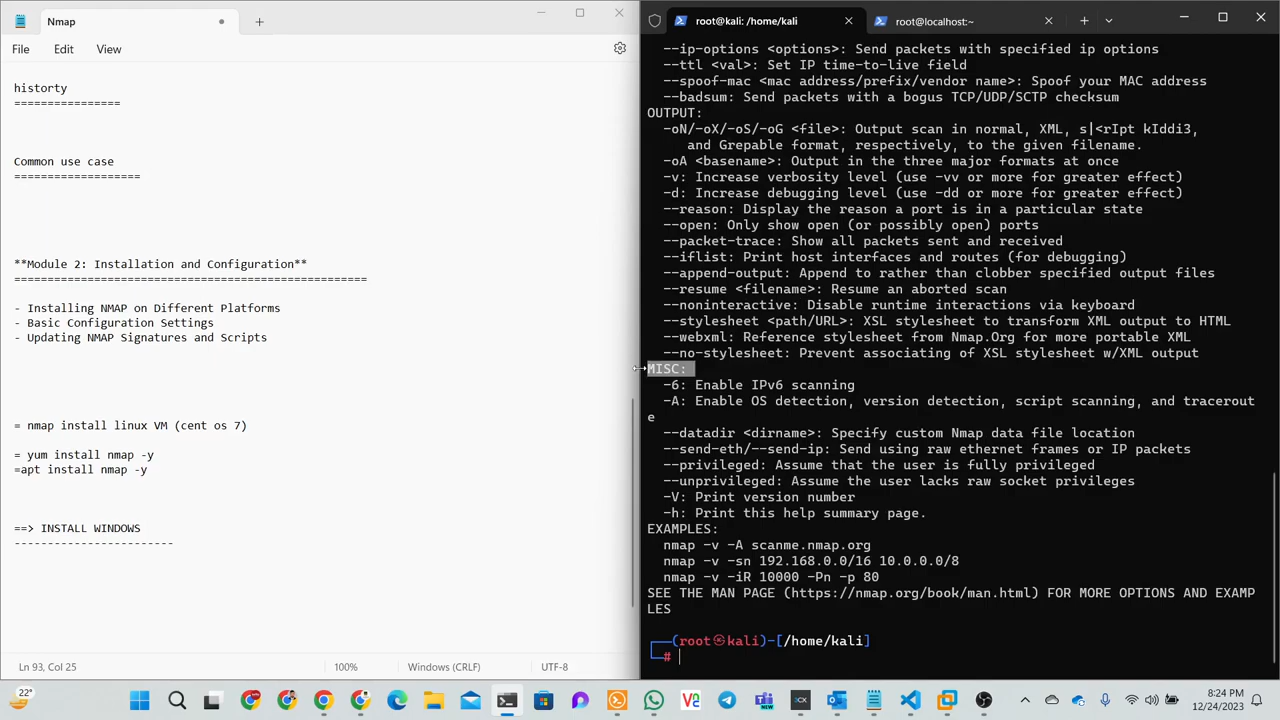 Nmap
File Edit View
historty
================
Common use case
===================
**Module 2: Installation and Configuration**
====================================================
- Installing NMAP on Different Platforms
- Basic Configuration Settings
- Updating NMAP Signatures and Scripts
= nmap install linux VM (cent os 7)
= yum install nmap -y
=apt install nmap -y
==> INSTALL WINDOWS
------------------------
Ln 93, Col 25 100% Windows (CRLF) UTF-8
root@kali: /home/kali root@localhost:~
--ip-options <options>: Send packets with specified ip options
--ttl <val>: Set IP time-to-live field
--spoof-mac <mac address/prefix/vendor name>: Spoof your MAC address
--badsum: Send packets with a bogus TCP/UDP/SCTP checksum
OUTPUT:
-oN/-oX/-oS/-oG <file>: Output scan in normal, XML, s|<rIpt kIddi3,
and Grepable format, respectively, to the given filename.
-oA <basename>: Output in the three major formats at once
-v: Increase verbosity level (use -vv or more for greater effect)
-d: Increase debugging level (use -dd or more for greater effect)
--reason: Display the reason a port is in a particular state
--open: Only show open (or possibly open) ports
--packet-trace: Show all packets sent and received
--iflist: Print host interfaces and routes (for debugging)
--append-output: Append to rather than clobber specified output files
--resume <filename>: Resume an aborted scan
--noninteractive: Disable runtime interactions via keyboard
--stylesheet <path/URL>: XSL stylesheet to transform XML output to HTML
--webxml: Reference stylesheet from Nmap.Org for more portable XML
--no-stylesheet: Prevent associating of XSL stylesheet w/XML output
MISC:
-6: Enable IPv6 scanning
-A: Enable OS detection, version detection, script scanning, and tracerout
e
--datadir <dirname>: Specify custom Nmap data file location
--send-eth/--send-ip: Send using raw ethernet frames or IP packets
--privileged: Assume that the user is fully privileged
--unprivileged: Assume the user lacks raw socket privileges
-V: Print version number
-h: Print this help summary page.
EXAMPLES:
nmap -v -A scanme.nmap.org
nmap -v -sn 192.168.0.0/16 10.0.0.0/8
nmap -v -iR 10000 -Pn -p 80
SEE THE MAN PAGE (https://nmap.org/book/man.html) FOR MORE OPTIONS AND EXAMP
LES
(root㉿kali)-[/home/kali]
#
22°
8:24 PM
12/24/2023